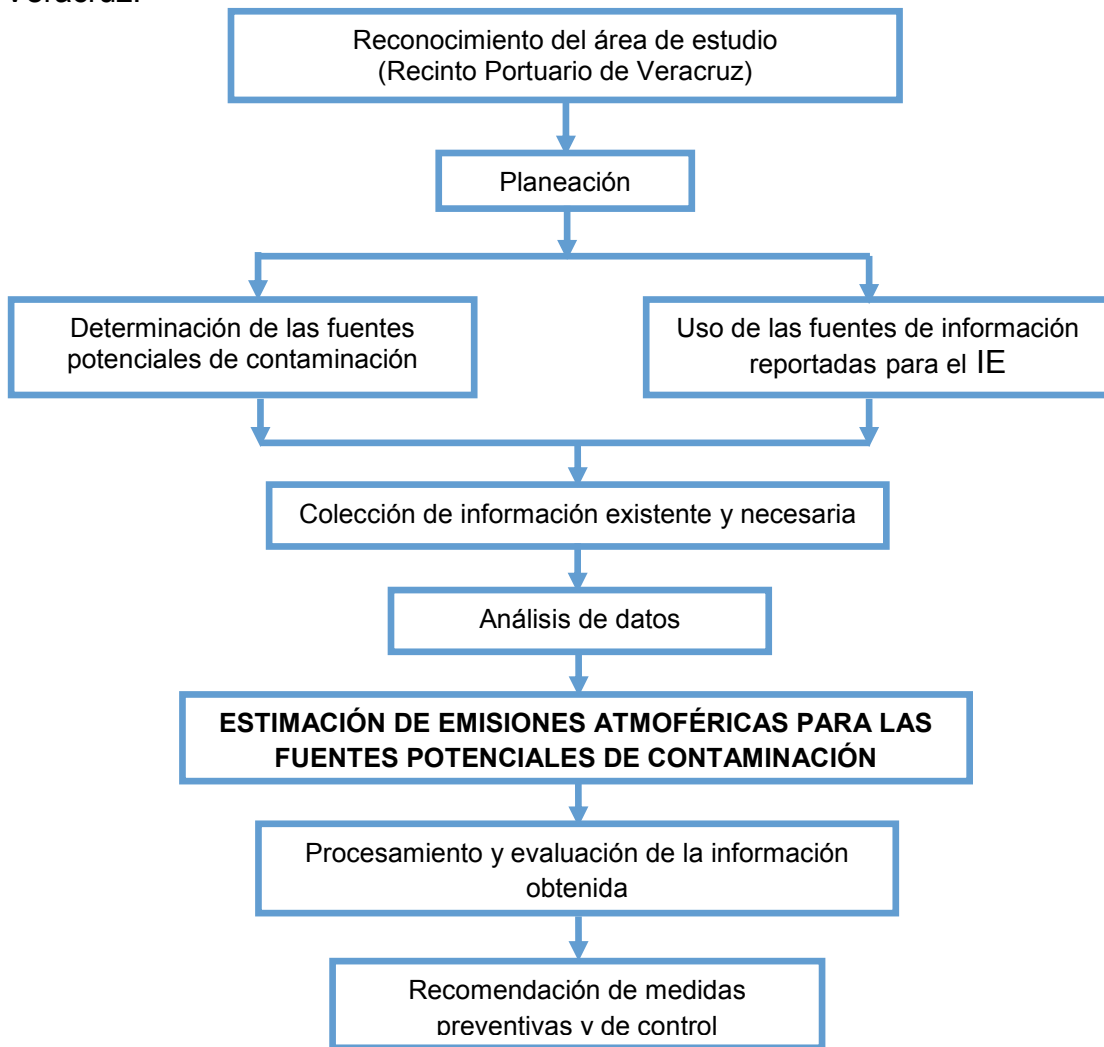 Veracruz.
Reconocimiento del área de estudio
(Recinto Portuario de Veracruz)
Planeación
Determinación de las fuentes
potenciales de contaminación
Uso de las fuentes de información
reportadas para el IE
Colección de información existente y necesaria
Análisis de datos
ESTIMACIÓN DE EMISIONES ATMOFÉRICAS PARA LAS
FUENTES POTENCIALES DE CONTAMINACIÓN
Procesamiento y evaluación de la información
obtenida
Recomendación de medidas
preventivas y de control